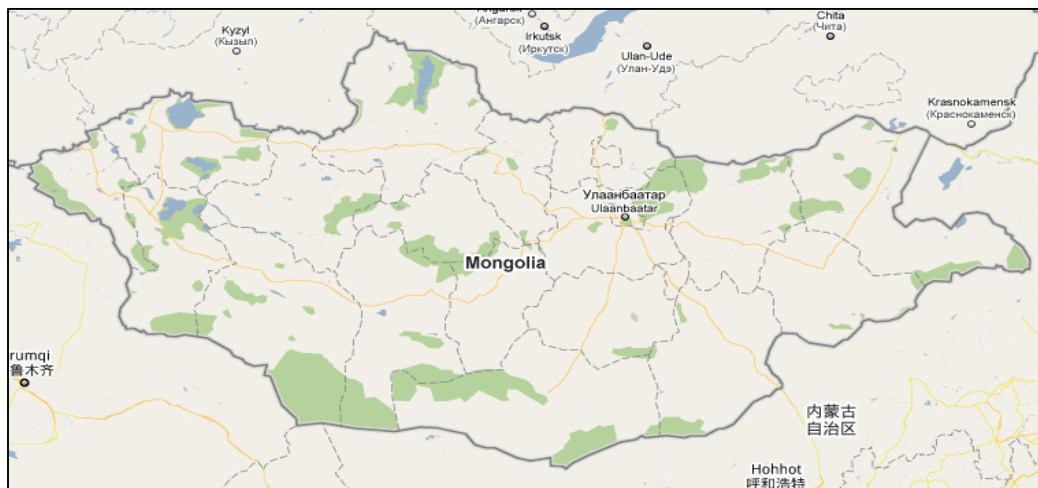 Angarsk
(Ангарск)
Irkutsk
(Иркутск)
Kyzyl
(Кызыл)
Ulan-Ude
(Улан-Удэ)
Chita
(Чита)
Krasnokamensk
(Краснокаменск)
Улаанбаатар
Ulaanbaatar
Mongolia
rumqi
鲁木齐
内蒙古
自治区
Hohhot
呼和浩特